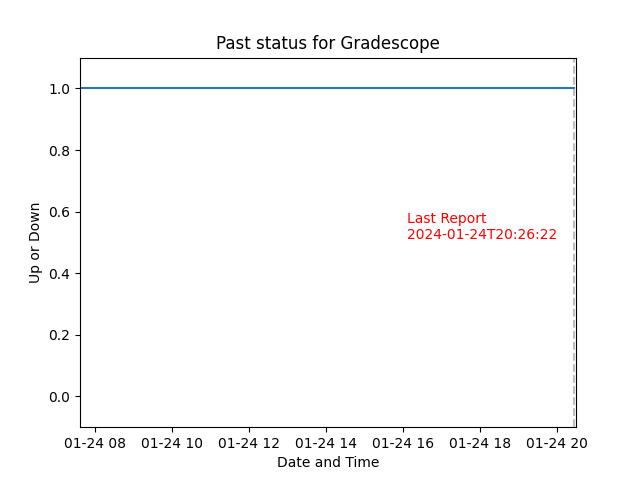 Past status for Gradescope
1.0
0.8
0.6
0.4
0.2
0.0
Up or Down
Last Report
2024-01-24T20:26:22
01-24 08 01-24 10 01-24 12 01-24 14 01-24 16 01-24 18 01-24 20
Date and Time